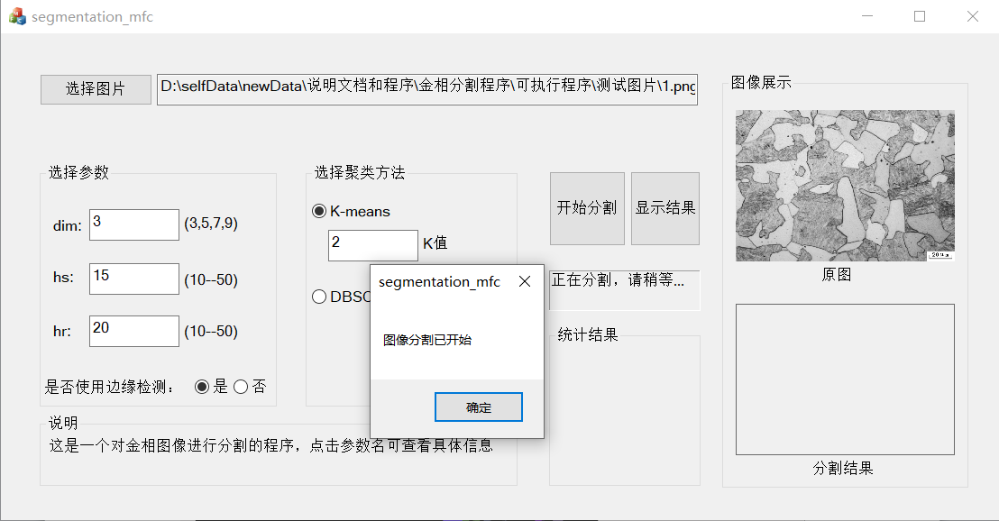 segmentation_mfc
选择图片
D:\selfData\newData\说明文档和程序\金相分割程序\可执行程序\测试图片\1.png
选择参数
dim:
3
(3,5,7,9)
hs:
15
(10--50)
hr:
20
(10--50)
是否使用边缘检测：
是
否
选择聚类方法
K-means
2
K值
开始分割
显示结果
正在分割，请稍等...
segmentation_mfc
图像分割已开始
确定
统计结果
说明
这是一个对金相图像进行分割的程序，点击参数名可查看具体信息
图像展示
原图
分割结果